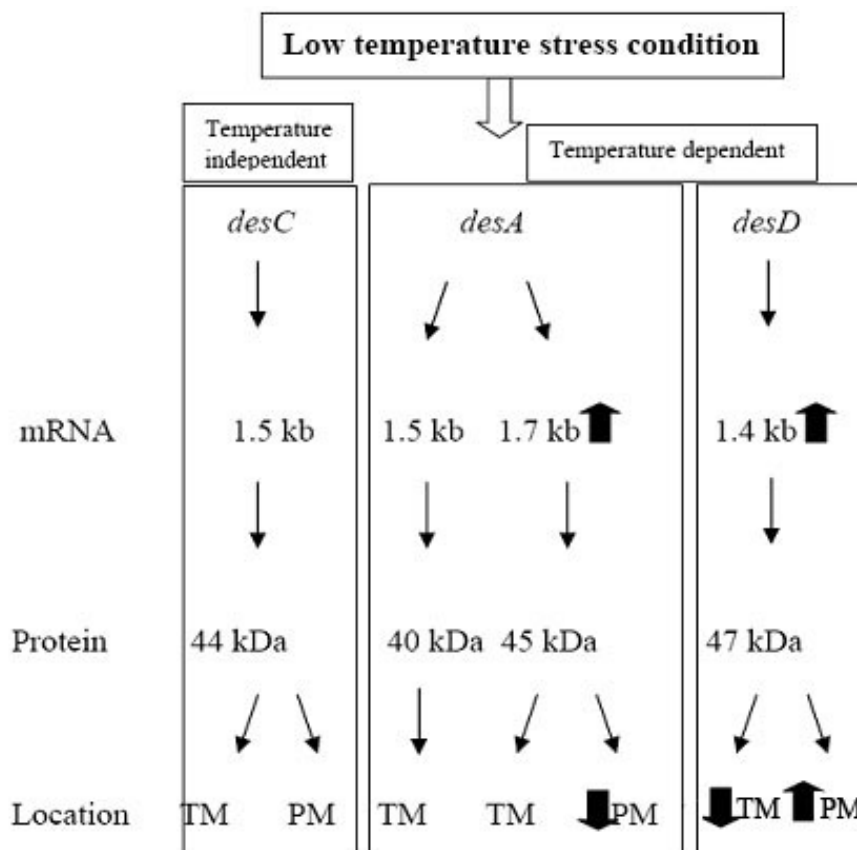 Low temperature stress condition
Temperature
independent
Temperature dependent
desC desA desD
mRNA 1.5 kb 1.5 kb 1.7 kb 1.4 kb
Protein 44 kDa 40 kDa 45 kDa 47 kDa
Location TM PM TM TM PM TM PM